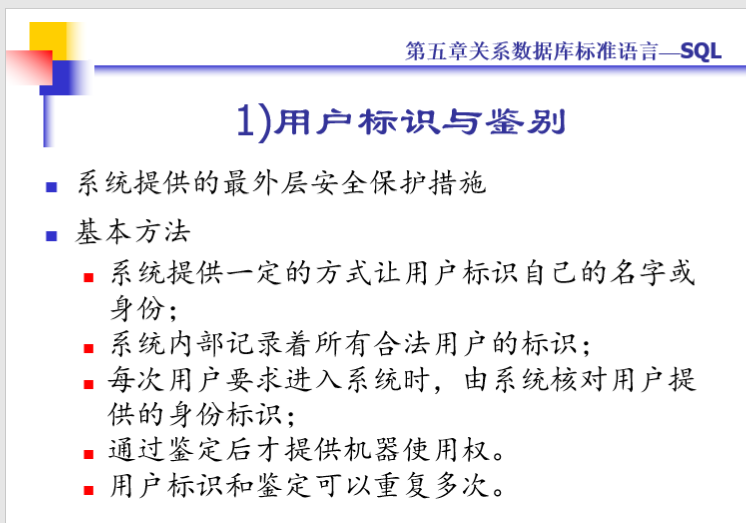 第五章关系数据库标准语言—SQL
1)用户标识与鉴别
系统提供的最外层安全保护措施
基本方法
系统提供一定的方式让用户标识自己的名字或
身份；
系统内部记录着所有合法用户的标识；
每次用户要求进入系统时，由系统核对用户提
供的身份标识；
通过鉴定后才提供机器使用权。
用户标识和鉴定可以重复多次。